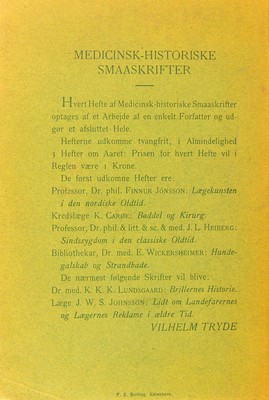 MEDICINSK-HISTORISKE
SMAASKRIFTER
Hvert Hefte af Medicinsk-historiske Smaaskrifter
optages af et Arbejde af en enkelt Forfatter og ud-
gør et afsluttet Hele.
Hefterne udkomme tvangfrit, i Almindelighed
3 Hefter om Aaret; Prisen for hvert Hefte vil i
Reglen være 1 Krone.
De først udkomne Hefter ere:
Professor, Dr. phil. FINNUR JÓNSSON: Lægekunsten
i den nordiske Oldtid.
Kredslæge K. CARØE: Bøddel og Kirurg.
Professor, Dr. phil. & litt. & sc. & med. J. L. HEIBERG:
Sindssygdom i den classiske Oldtid.
Bibliothekar, Dr. med. E. WICKERSHEIMER: Hunde-
galskab og Strandbade.
De nærmest følgende Skrifter vil blive:
Dr. med. K. K. K. LUNDSGAARD: Brillernes Historie.
Læge J. W. S. JOHNSSON: Lidt om Landefarernes
og Lægernes Reklame i ældre Tid.
VILHELM TRYDE